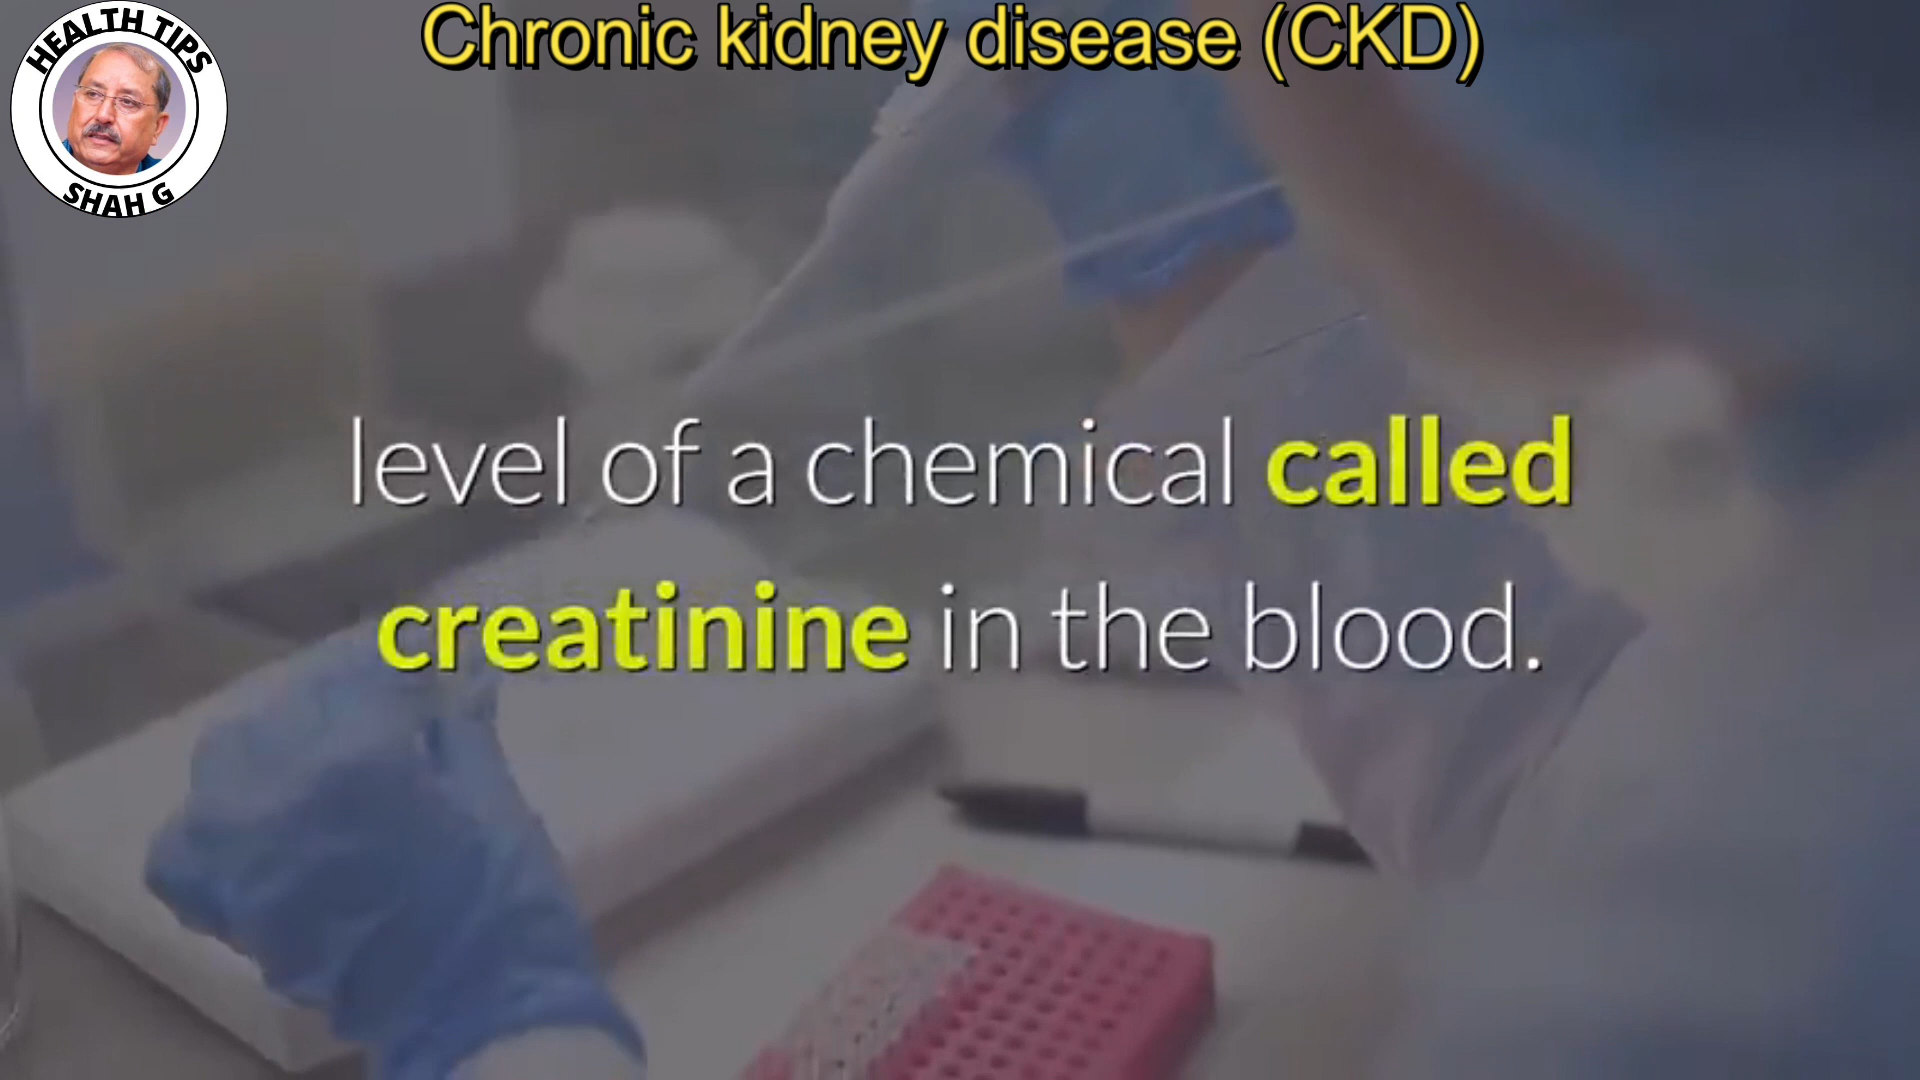 HEALTH TIPS
SHAH G
Chronic kidney disease (CKD)
level of a chemical called
creatinine in the blood.